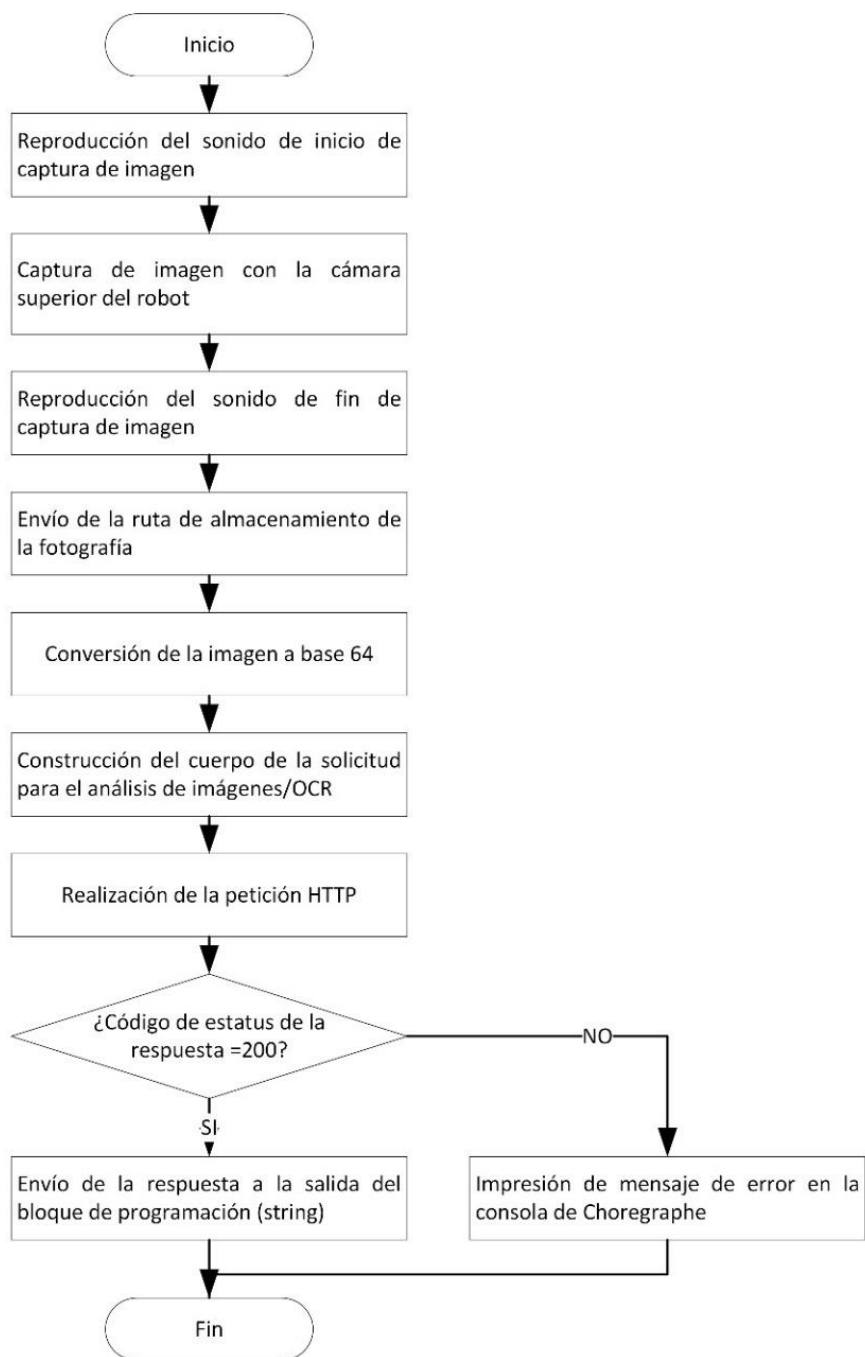 Inicio
Reproducción del sonido de inicio de
captura de imagen
Captura de imagen con la cámara
superior del robot
Reproducción del sonido de fin de
captura de imagen
Envío de la ruta de almacenamiento de
la fotografía
Conversión de la imagen a base 64
Construcción del cuerpo de la solicitud
para el análisis de imágenes/OCR
Realización de la petición HTTP
¿Código de estatus de la
respuesta =200?
NO
SI
Envío de la respuesta a la salida del
bloque de programación (string)
Impresión de mensaje de error en la
consola de Choregraphe
Fin